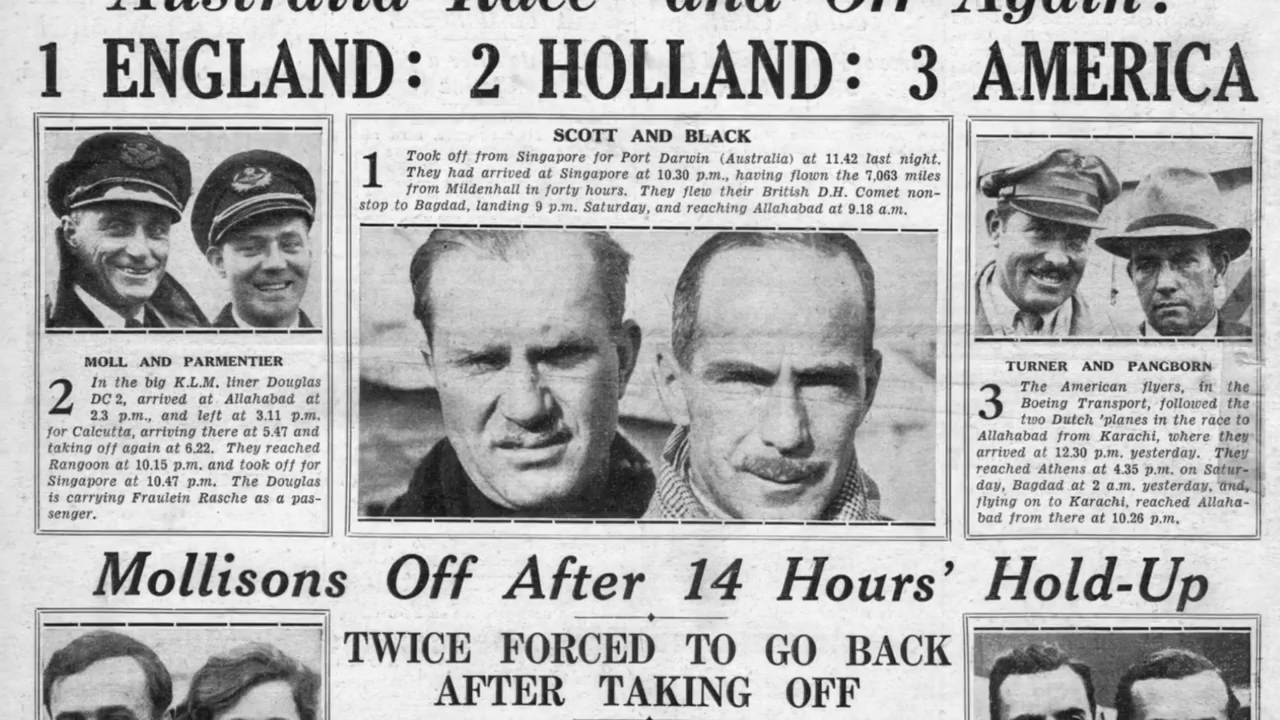 Australia Race and Off Again!
1 ENGLAND: 2 HOLLAND: 3 AMERICA
SCOTT AND BLACK
1 Took off from Singapore for Port Darwin (Australia) at 11.42 last night.
They had arrived at Singapore at 10.30 p.m., having flown the 7,063 miles
from Mildenhall in forty hours. They flew their British D.H. Comet non-
stop to Bagdad, landing 9 p.m. Saturday, and reaching Allahabad at 9.18 a.m.
MOLL AND PARMENTIER
2 In the big K.L.M. liner Douglas
DC 2, arrived at Allahabad at
2.3 p.m., and left at 3.11 p.m.
for Calcutta, arriving there at 5.47 and
taking off again at 6.22. They reached
Rangoon at 10.15 p.m. and took off for
Singapore at 10.47 p.m. The Douglas
is carrying Fraulein Rasche as a pas-
senger.
TURNER AND PANGBORN
3 The American flyers, in the
Boeing Transport, followed the
two Dutch 'planes in the race to
Allahabad from Karachi, where they
arrived at 12.30 p.m. yesterday. They
reached Athens at 4.35 p.m. on Satur-
day, Bagdad at 2 a.m. yesterday, and,
flying on to Karachi, reached Allaha-
bad from there at 10.26 p.m.
Mollisons Off After 14 Hours' Hold-Up
TWICE FORCED TO GO BACK
AFTER TAKING OFF